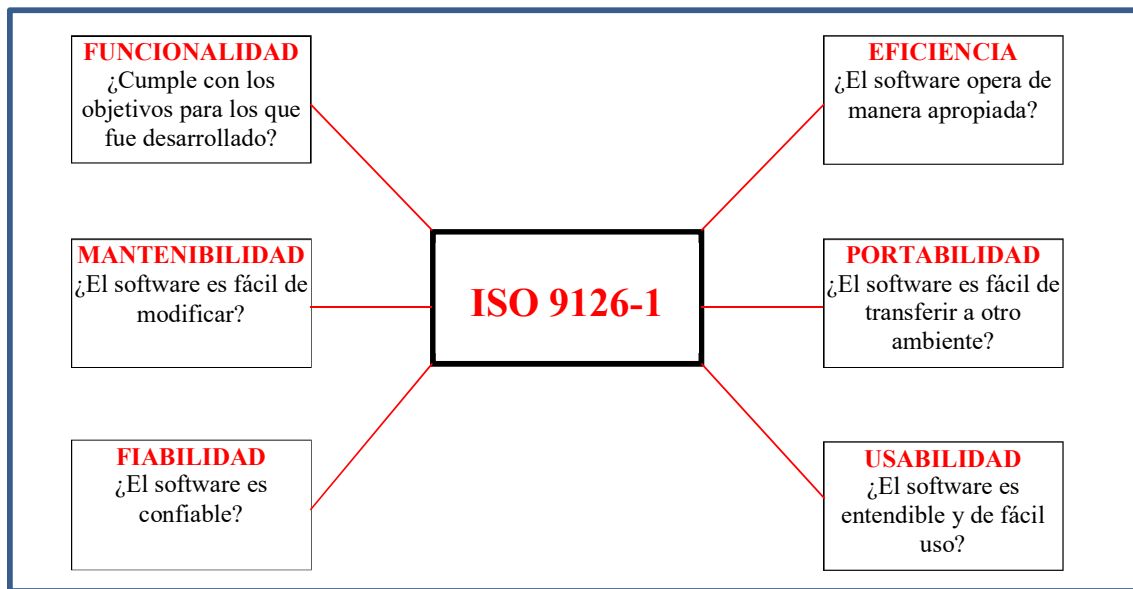 FUNCIONALIDAD
¿Cumple con los
objetivos para los que
fue desarrollado?
EFICIENCIA
¿El software opera de
manera apropiada?
MANTENIBILIDAD
¿El software es fácil de
modificar?
ISO 9126-1
PORTABILIDAD
¿El software es fácil de
transferir a otro
ambiente?
FIABILIDAD
¿El software es
confiable?
USABILIDAD
¿El software es
entendible y de fácil
uso?